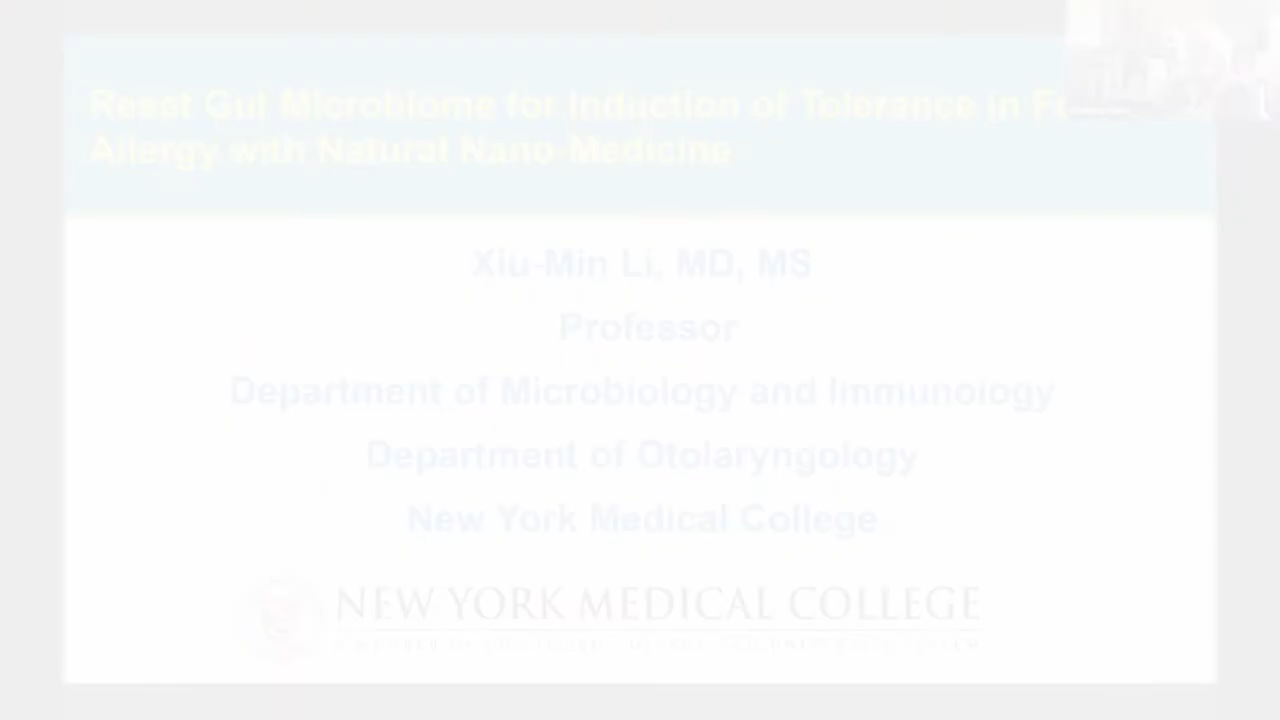 Reset Gut Microbiome for Induction of Tolerance in Fo
Allergy with Natural Nano-Medicine
Xiu-Min Li, MD, MS
Professor
Department of Microbiology and Immunology
Department of Otolaryngology
New York Medical College
NEW YORK MEDICAL COLLEGE